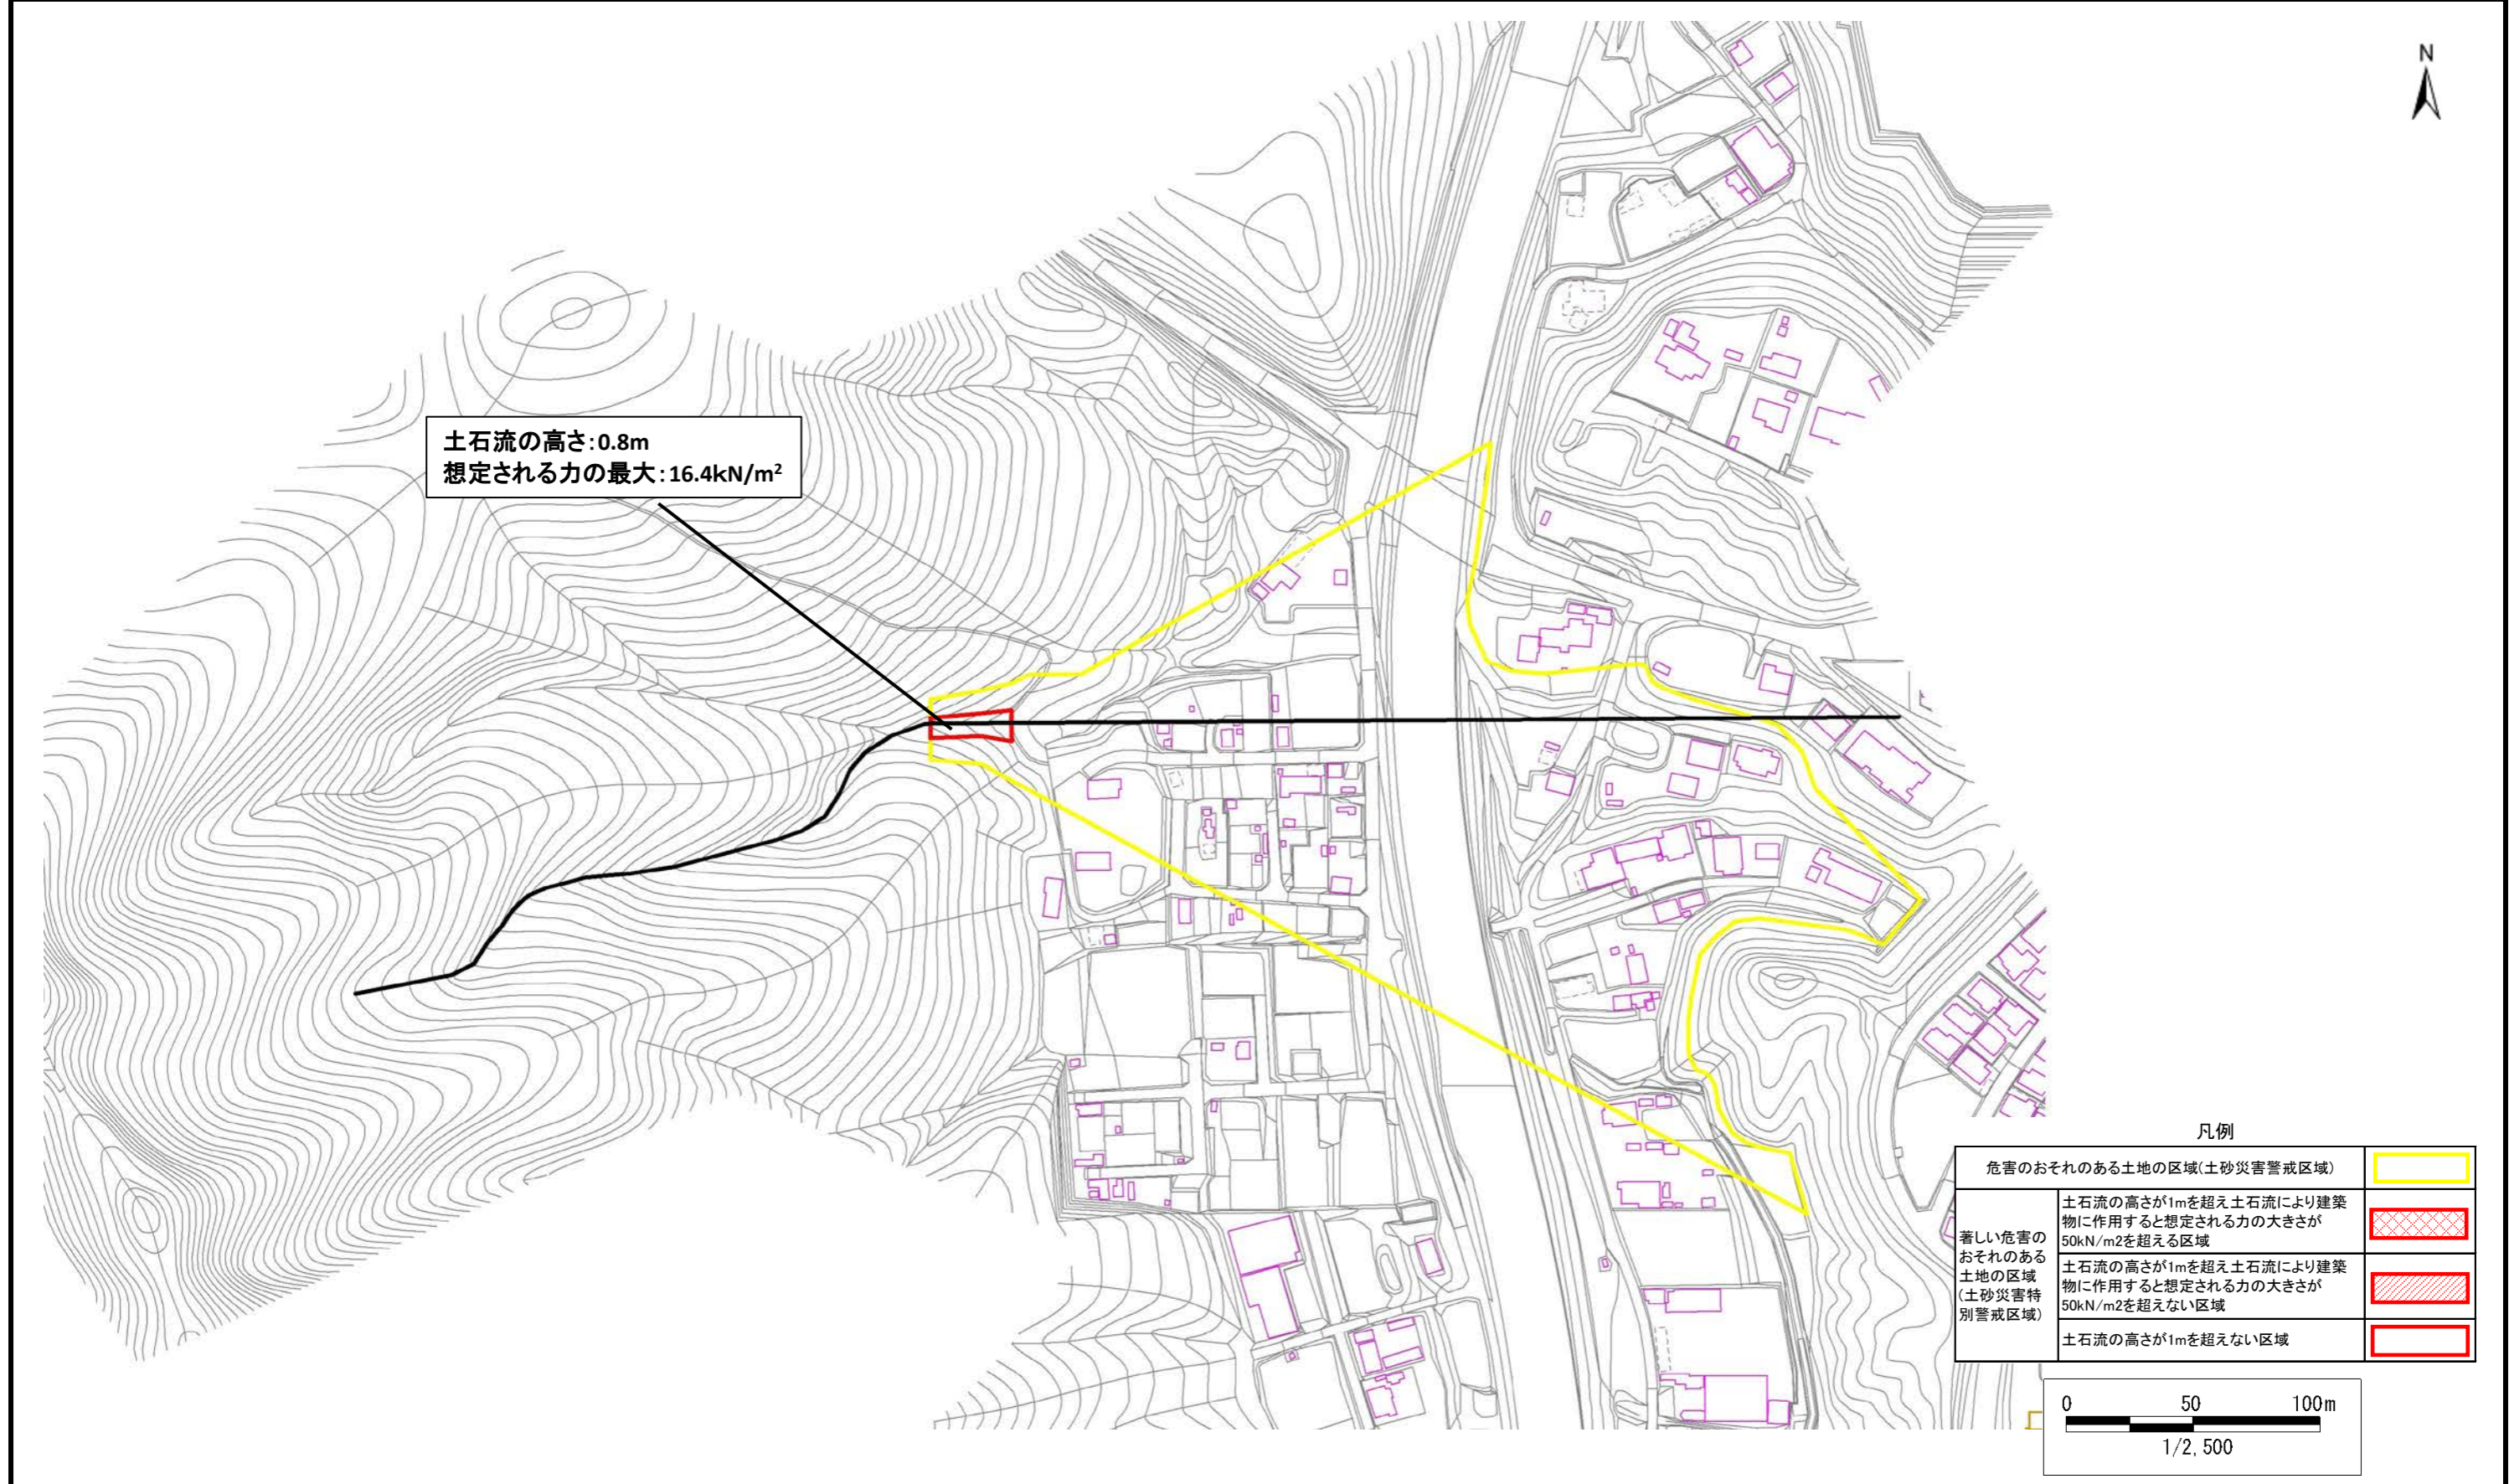 N
土石流の高さ:0.8m
想定される力の最大:16.4kN/m²
凡例
危害のおそれのある土地の区域(土砂災害警戒区域)
著しい危害の
おそれのある
土地の区域
(土砂災害特
別警戒区域)
土石流の高さが1mを超え土石流により建築
物に作用すると想定される力の大きさが
50kN/m2を超える区域
土石流の高さが1mを超え土石流により建築
物に作用すると想定される力の大きさが
50kN/m2を超えない区域
土石流の高さが1mを超えない区域
0 50 100m
1/2,500